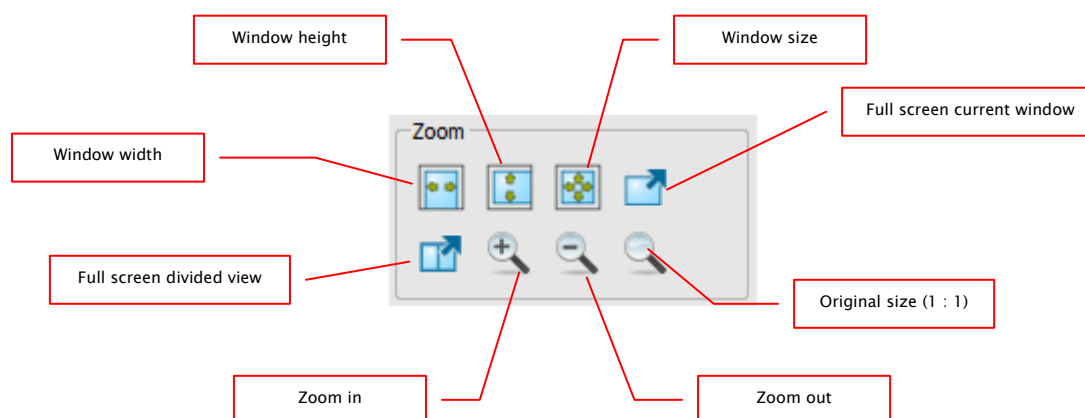 Window height
Window size
Full screen current window
Zoom
Window width
Full screen divided view
Original size (1 : 1)
Zoom in
Zoom out